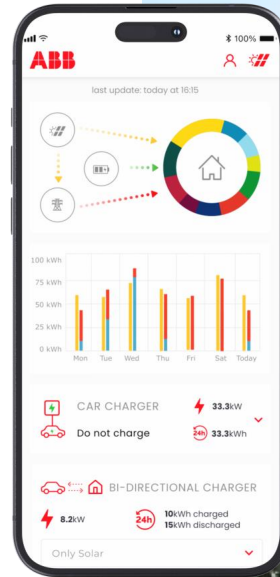 100%
ABB
last update: today at 16:15
100 kWh
75 kWh
50 kWh
25 kWh
0 kWh
Mon Tue Wed Thu Fri Sat Today
CAR CHARGER
33.3kW
Do not charge
24h 33.3kWh
BI-DIRECTIONAL CHARGER
8.2kW
24h
10kWh charged
15kWh discharged
Only Solar